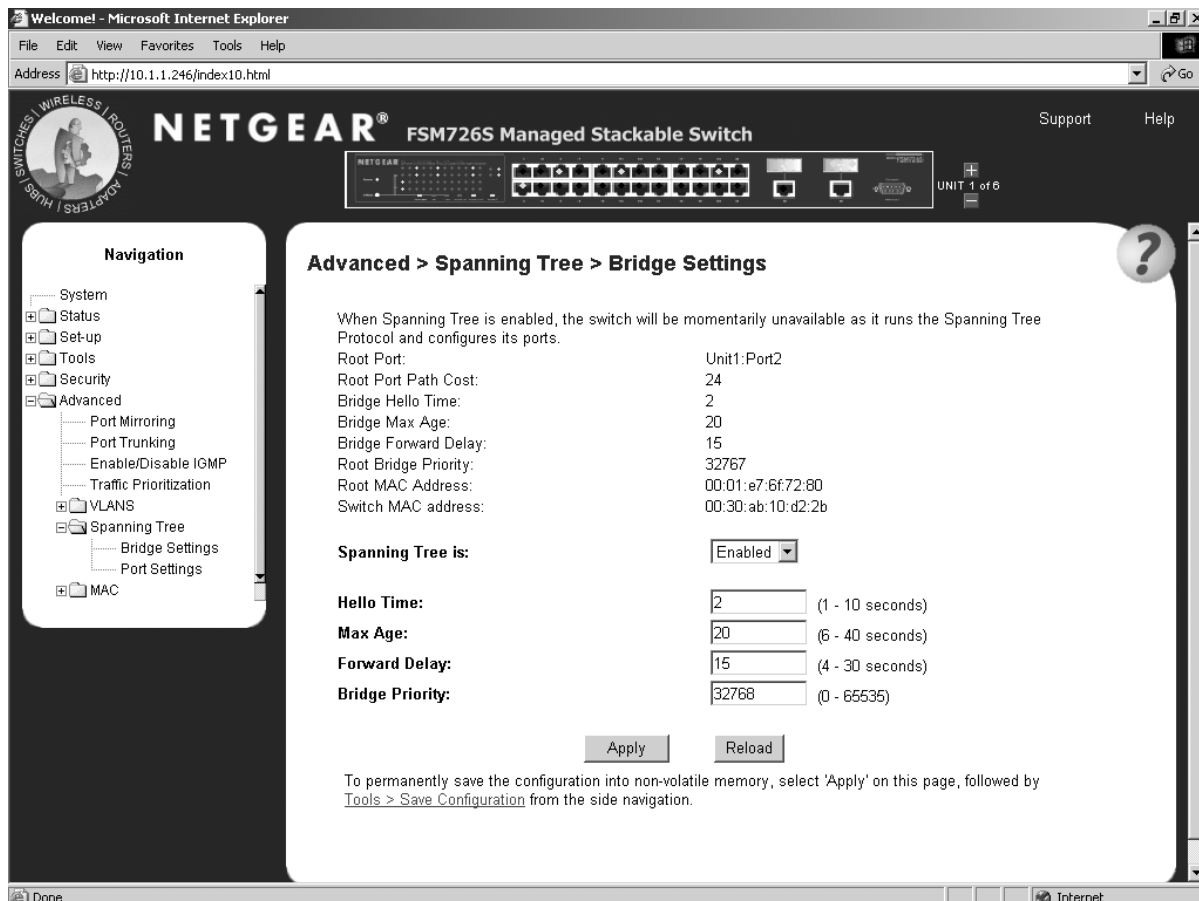 Welcome! - Microsoft Internet Explorer
File Edit View Favorites Tools Help
Address http://10.1.1.246/index10.html Go
SWITCHES | WIRELESS | ROUTERS | ADAPTERS | HUBS |
NETGEAR® FSM726S Managed Stackable Switch
Support Help
NETGEAR
UNIT 1 of 6
Navigation
System
Status
Set-up
Tools
Security
Advanced
Port Mirroring
Port Trunking
Enable/Disable IGMP
Traffic Prioritization
VLANS
Spanning Tree
Bridge Settings
Port Settings
MAC
Advanced > Spanning Tree > Bridge Settings
?
When Spanning Tree is enabled, the switch will be momentarily unavailable as it runs the Spanning Tree
Protocol and configures its ports.
Root Port: Unit1:Port2
Root Port Path Cost: 24
Bridge Hello Time: 2
Bridge Max Age: 20
Bridge Forward Delay: 15
Root Bridge Priority: 32767
Root MAC Address: 00:01:e7:6f:72:80
Switch MAC address: 00:30:ab:10:d2:2b
Spanning Tree is: Enabled
Hello Time: 2 (1 - 10 seconds)
Max Age: 20 (6 - 40 seconds)
Forward Delay: 15 (4 - 30 seconds)
Bridge Priority: 32768 (0 - 65535)
Apply Reload
To permanently save the configuration into non-volatile memory, select 'Apply' on this page, followed by
Tools > Save Configuration from the side navigation.
Done Internet